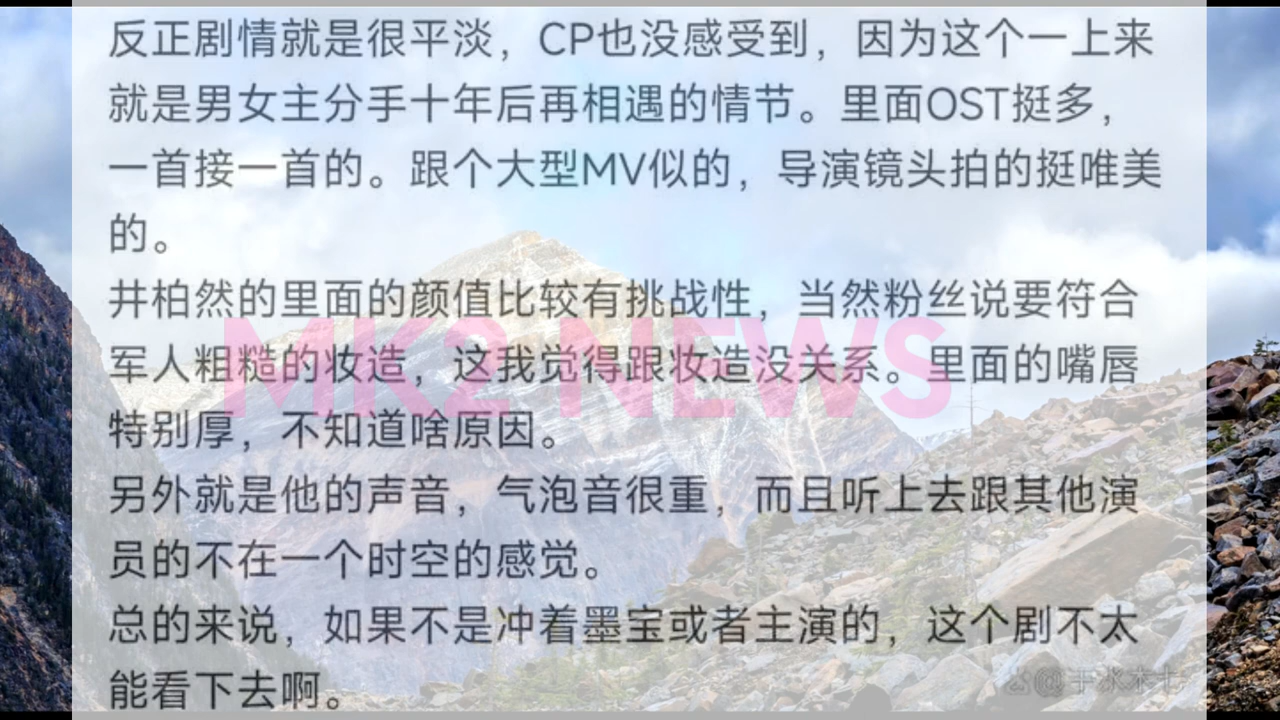 反正剧情就是很平淡，CP也没感受到，因为这个一上来
就是男女主分手十年后再相遇的情节。里面OST挺多，
一首接一首的。跟个大型MV似的，导演镜头拍的挺唯美
的。
井柏然的里面的颜值比较有挑战性，当然粉丝说要符合
军人粗糙的妆造，这我觉得跟妆造没关系。里面的嘴唇
特别厚，不知道啥原因。
另外就是他的声音，气泡音很重，而且听上去跟其他演
员的不在一个时空的感觉。
总的来说，如果不是冲着墨宝或者主演的，这个剧不太
能看下去啊。
MK2 NEWS